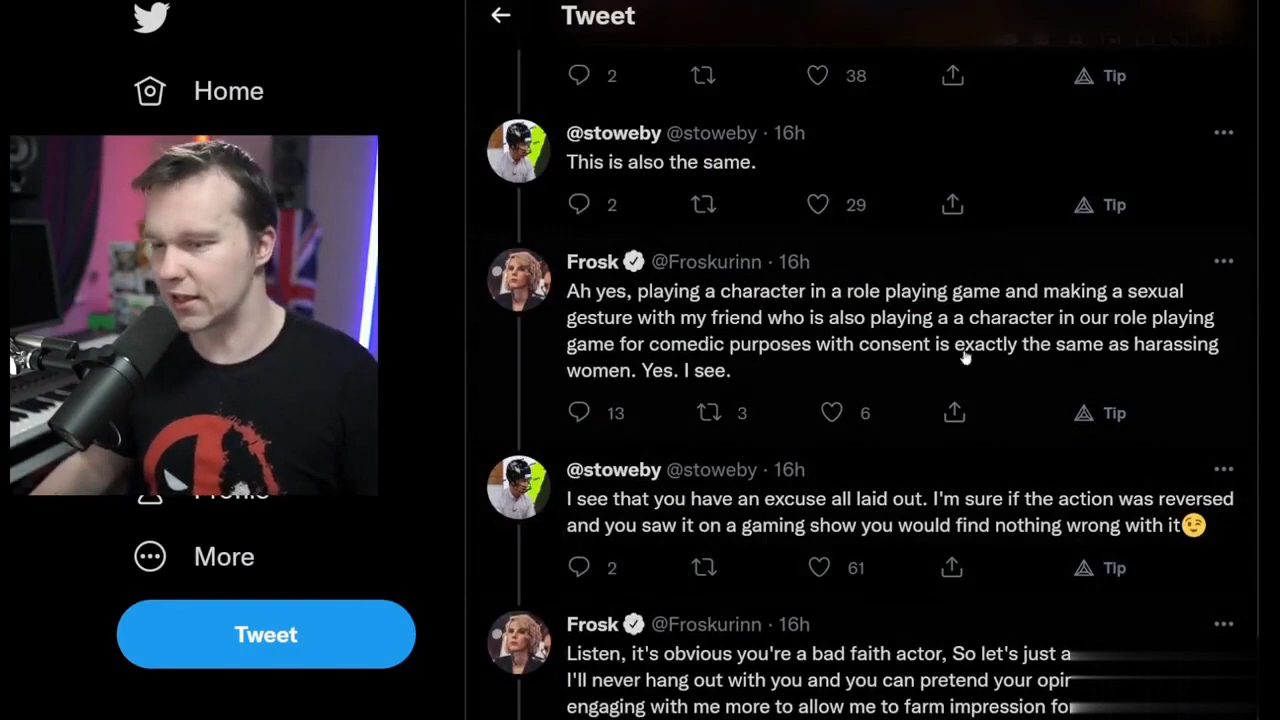 Tweet
Home
2
38
Tip
@stoweby @stoweby · 16h
This is also the same.
2
29
Tip
Frosk @Froskurinn · 16h
Ah yes, playing a character in a role playing game and making a sexual
gesture with my friend who is also playing a a character in our role playing
game for comedic purposes with consent is exactly the same as harassing
women. Yes. I see.
13
3
6
Tip
@stoweby @stoweby · 16h
I see that you have an excuse all laid out. I'm sure if the action was reversed
and you saw it on a gaming show you would find nothing wrong with it😉
2
61
Tip
Frosk @Froskurinn · 16h
Listen, it's obvious you're a bad faith actor, So let's just a
I'll never hang out with you and you can pretend your opir
engaging with me more to allow me to farm impression for
Profile
More
Tweet